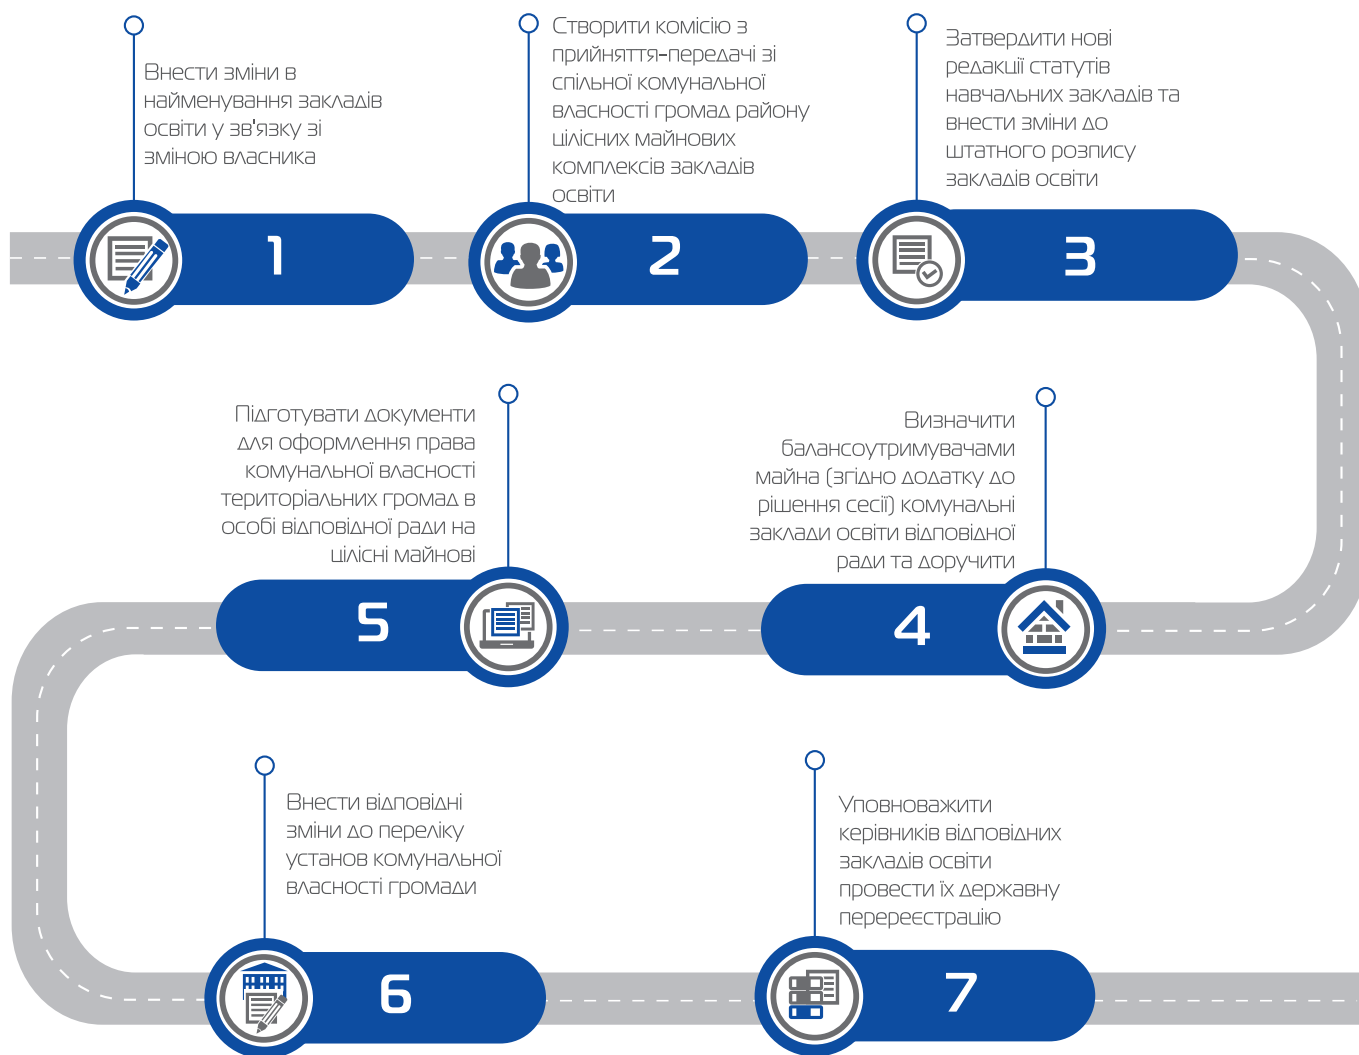 Внести зміни в
найменування закладів
освіти у зв'язку зі
зміною власника
1
Створити комісію з
прийняття-передачі зі
спільної комунальної
власності громад району
цілісних майнових
комплексів закладів
освіти
2
Затвердити нові
редакції статутів
навчальних закладів та
внести зміни до
штатного розпису
закладів освіти
3
Визначити
балансоутримувачами
майна (згідно додатку до
рішення сесії) комунальні
заклади освіти відповідної
ради та доручити
4
Підготувати документи
для оформлення права
комунальної власності
територіальних громад в
особі відповідної ради на
цілісні майнові
5
Внести відповідні
зміни до переліку
установ комунальної
власності громади
6
Уповноважити
керівників відповідних
закладів освіти
провести їх державну
перереєстрацію
7